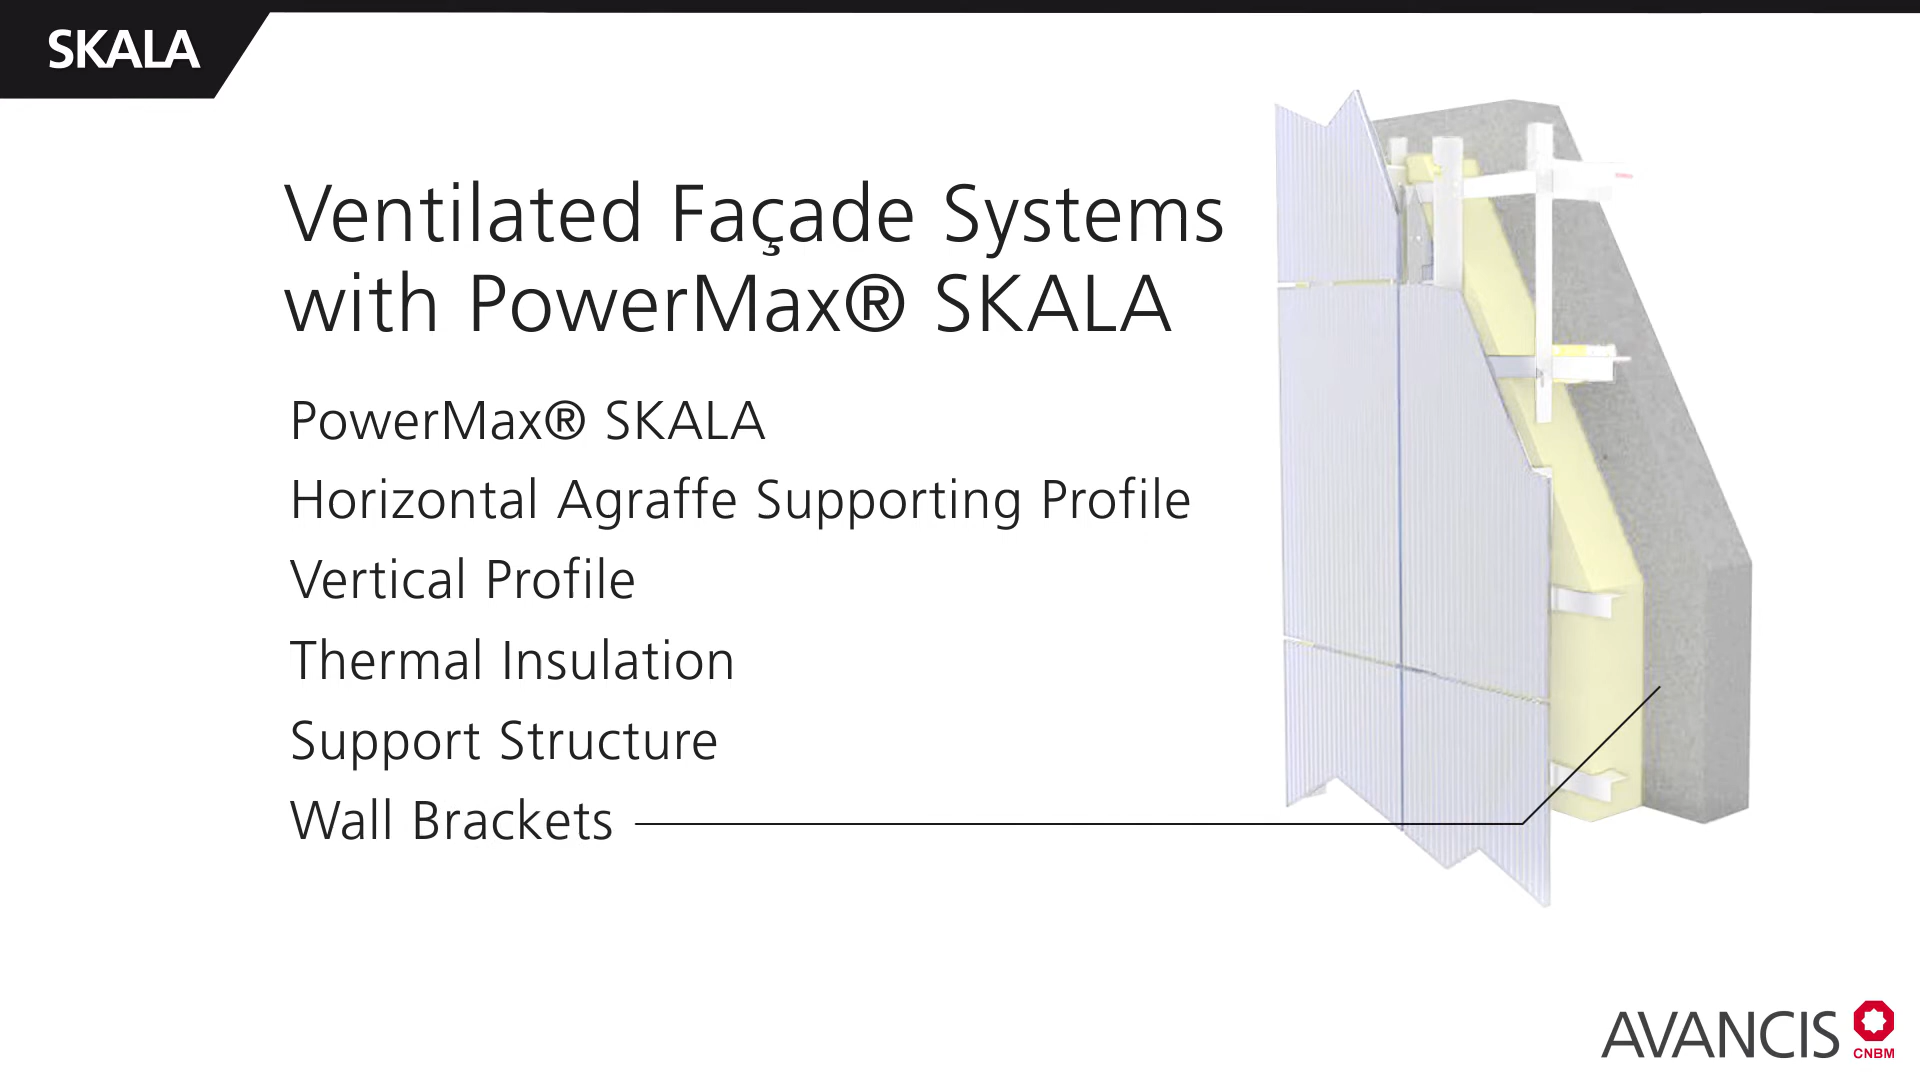 SKALA
Ventilated Façade Systems
with PowerMax® SKALA
PowerMax® SKALA
Horizontal Agraffe Supporting Profile
Vertical Profile
Thermal Insulation
Support Structure
Wall Brackets
AVANCIS
CNBM